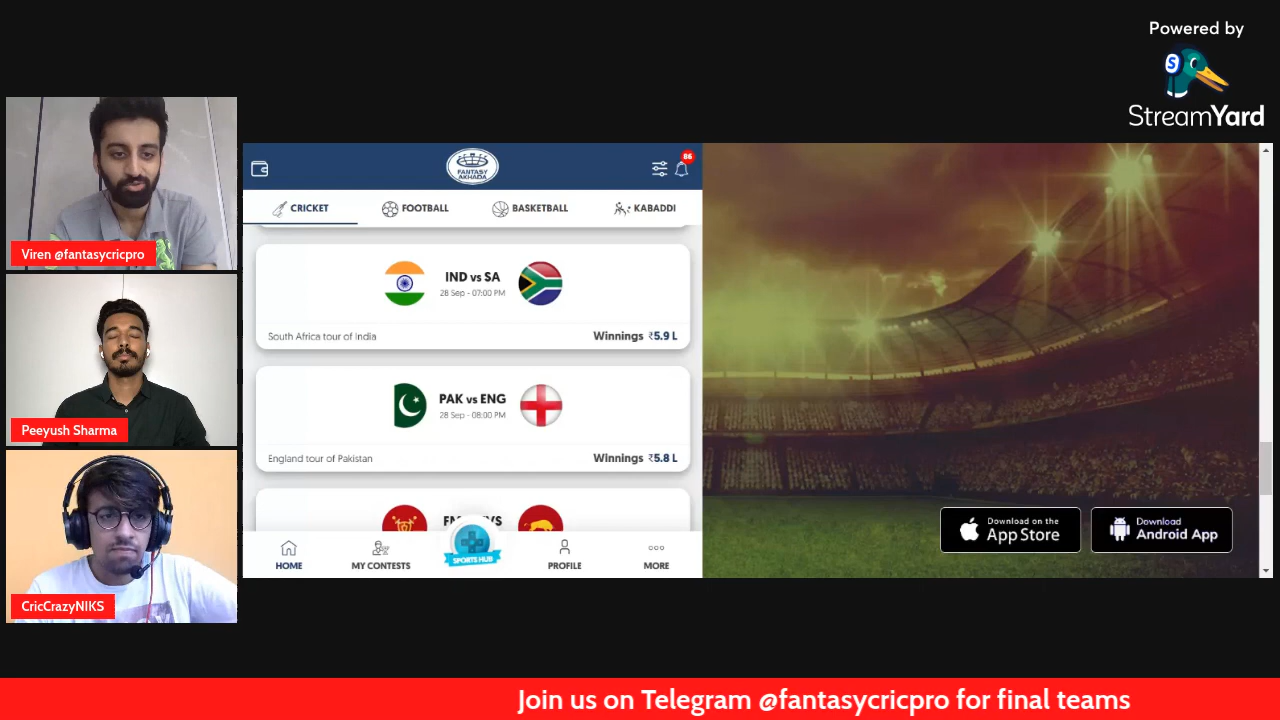 Powered by
StreamYard
Viren @fantasycricpro
Peeyush Sharma
CricCrazyNIKS
FANTASY
AKHADA
86
CRICKET
FOOTBALL
BASKETBALL
KABADDI
IND vs SA
28 Sep - 07:00 PM
South Africa tour of India
Winnings ₹5.9 L
PAK vs ENG
28 Sep - 08:00 PM
England tour of Pakistan
Winnings ₹5.8 L
HOME
MY CONTESTS
SPORTS HUB
PROFILE
MORE
Download on the
App Store
Download
Android App
Join us on Telegram @fantasycricpro for final teams